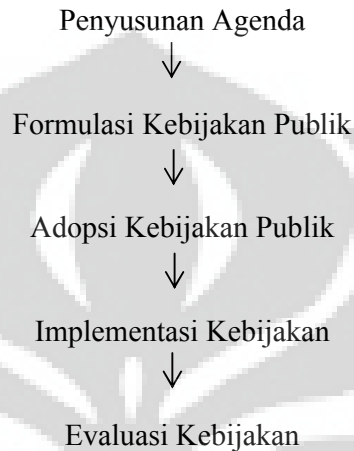 Penyusunan Agenda
Formulasi Kebijakan Publik
Adopsi Kebijakan Publik
Implementasi Kebijakan
Evaluasi Kebijakan